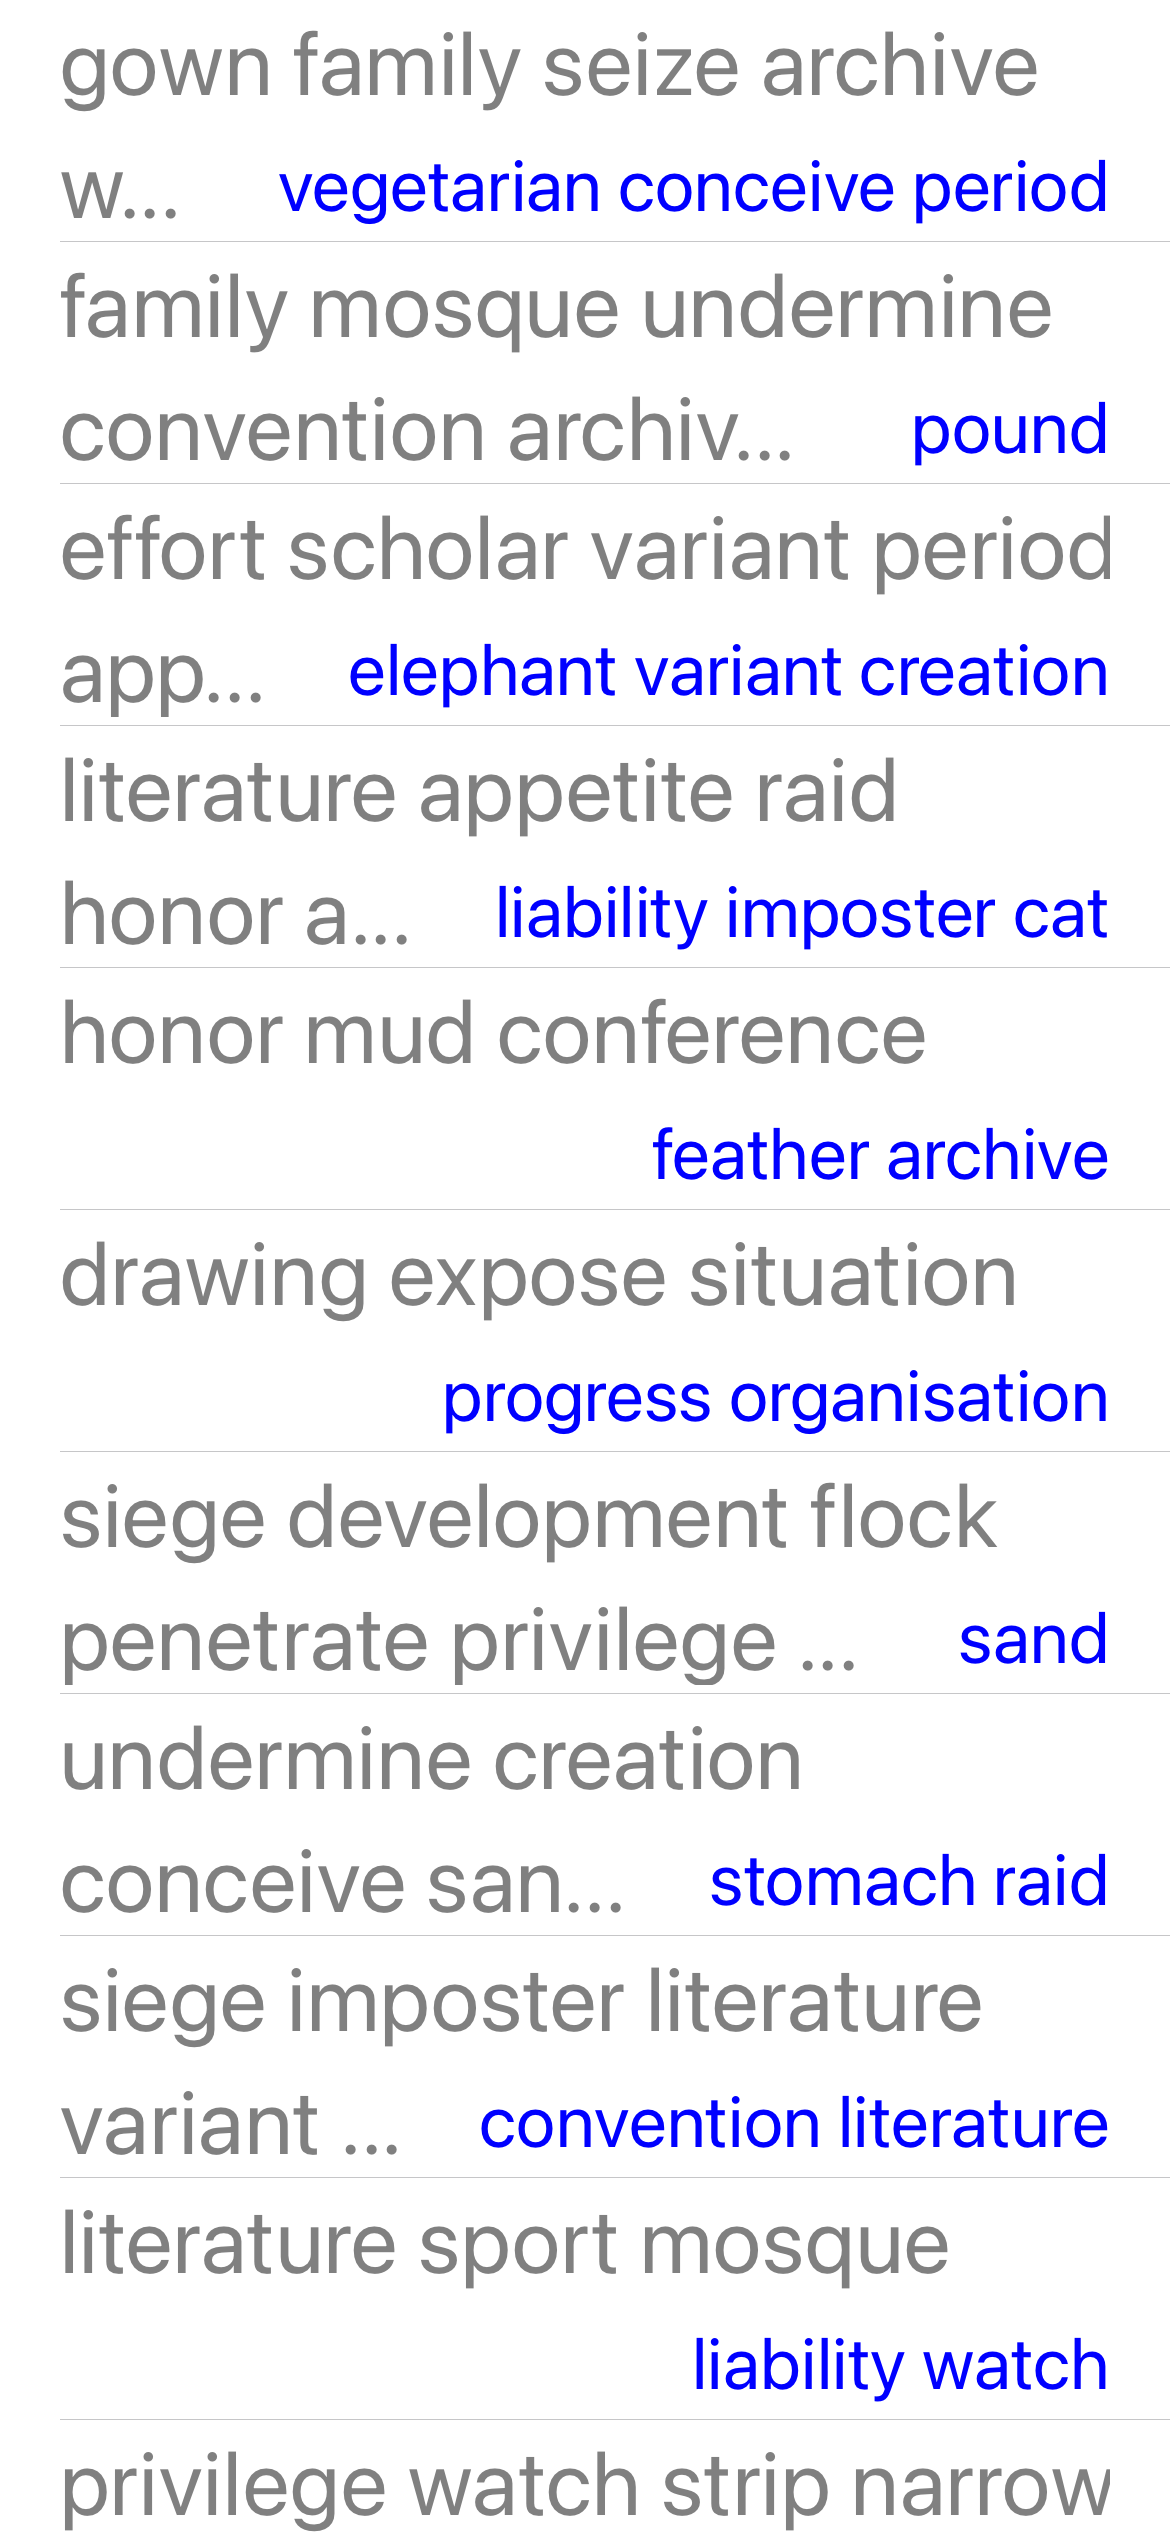 gown family seize archive
w... vegetarian conceive period
family mosque undermine
convention archiv... pound
effort scholar variant period
app... elephant variant creation
literature appetite raid
honor a... liability imposter cat
honor mud conference
feather archive
drawing expose situation
progress organisation
siege development flock
penetrate privilege ... sand
undermine creation
conceive san... stomach raid
siege imposter literature
variant ... convention literature
literature sport mosque
liability watch
privilege watch strip narrow